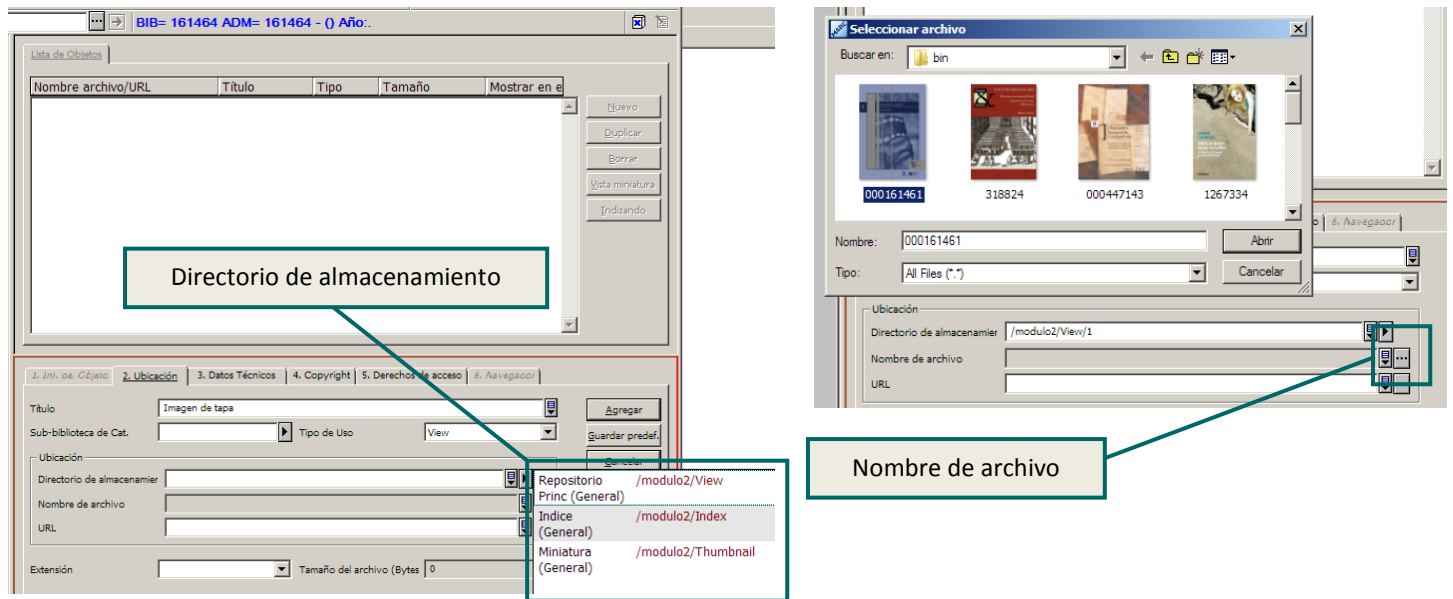 BIB= 161464 ADM= 161464 - () Año:.
Lista de Objetos
Nombre archivo/URL Título Tipo Tamaño Mostrar en e
Nuevo
Duplicar
Borrar
Vista miniatura
Indizando
Directorio de almacenamiento
2. Ubicación 3. Datos Técnicos 4. Copyright 5. Derechos de acceso 6. Navegador
Título Imagen de tapa Agregar
Sub-biblioteca de Cat. Tipo de Uso View Guardar predef.
Ubicación Cancelar
Directorio de almacenamier
Nombre de archivo
URL
Extensión Tamaño del archivo (Bytes 0
Repositorio /modulo2/View
Princ (General)
Indice /modulo2/Index
(General)
Miniatura /modulo2/Thumbnail
(General)
Seleccionar archivo
Buscar en: bin
000161461 318824 000447143 1267334
Nombre: 000161461 Abrir
Tipo: All Files (*.*) Cancelar
6. Navegador
Ubicación
Directorio de almacenamier /modulo2/View/1
Nombre de archivo
URL
Nombre de archivo